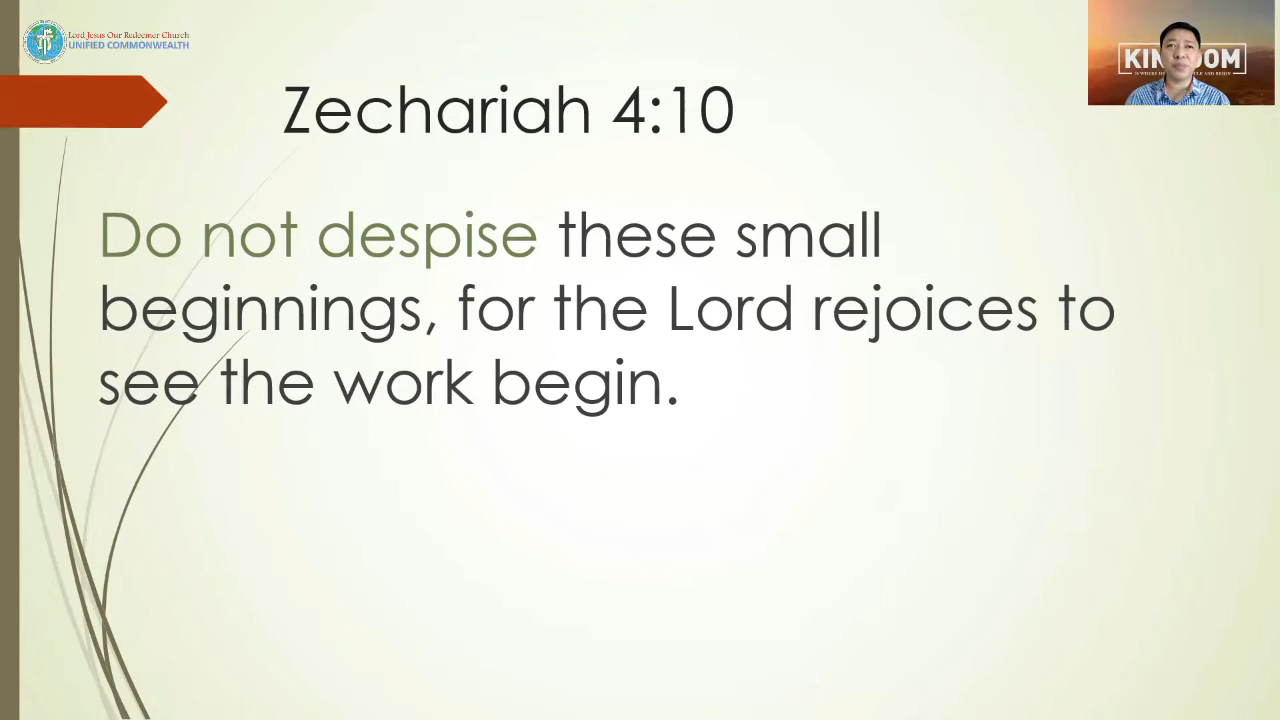 Lord Jesus Our Redeemer Church
UNIFIED COMMONWEALTH
Zechariah 4:10
Do not despise these small
beginnings, for the Lord rejoices to
see the work begin.